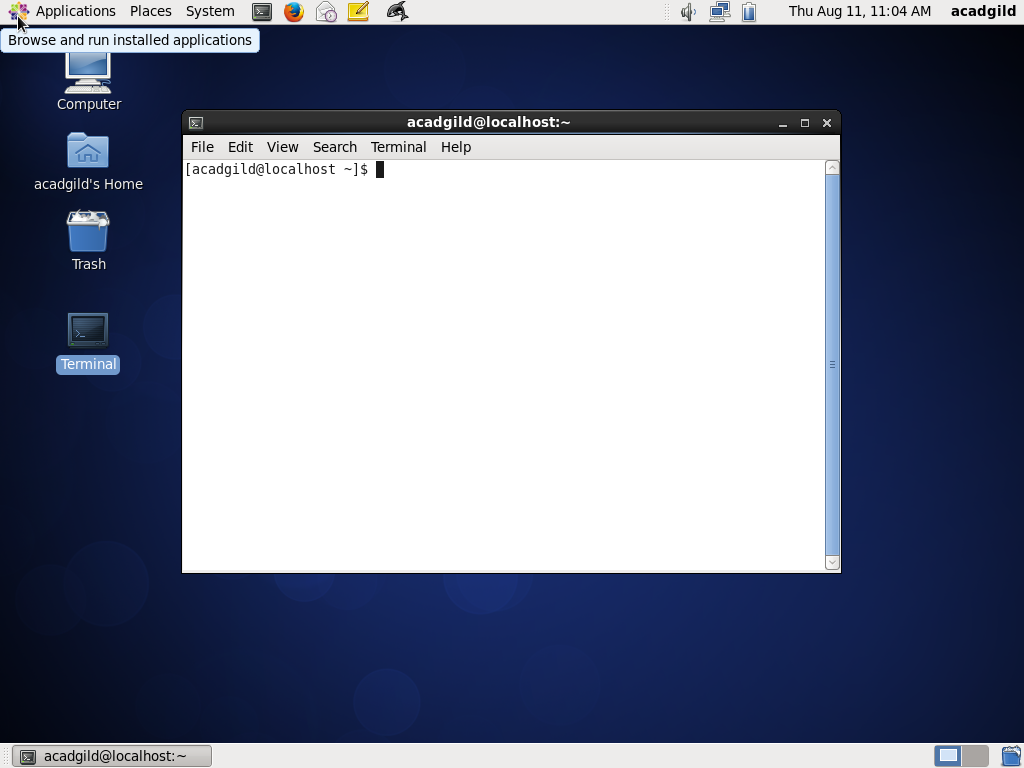 Applications Places System Thu Aug 11, 11:04 AM acadgild
Browse and run installed applications
Computer
acadgild's Home
Trash
Terminal
acadgild@localhost:~
File Edit View Search Terminal Help
[acadgild@localhost ~]$
acadgild@localhost:~